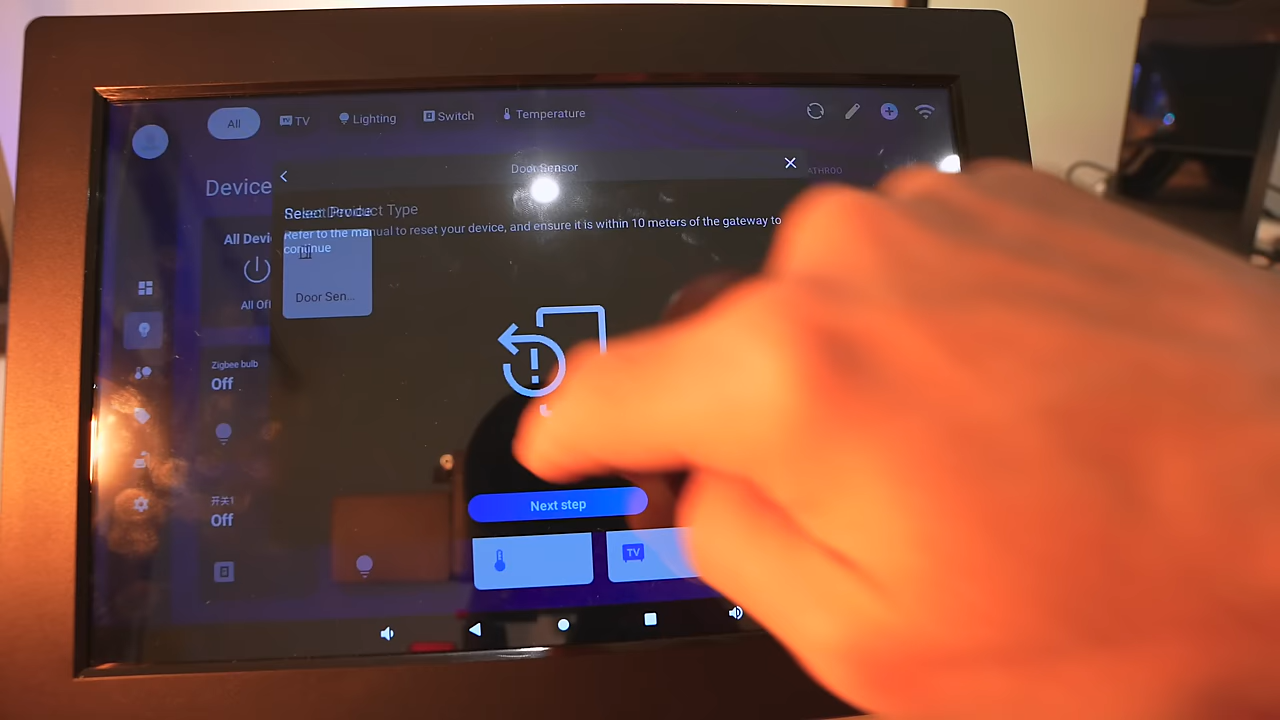 All
TV
Lighting
Switch
Temperature
Door Sensor
ATHROO
Device
Select Product Type
Refer to the manual to reset your device, and ensure it is within 10 meters of the gateway to
continue
All Devi
All Off
Door Sen...
Zigbee bulb
Off
开关1
Off
Next step
TV